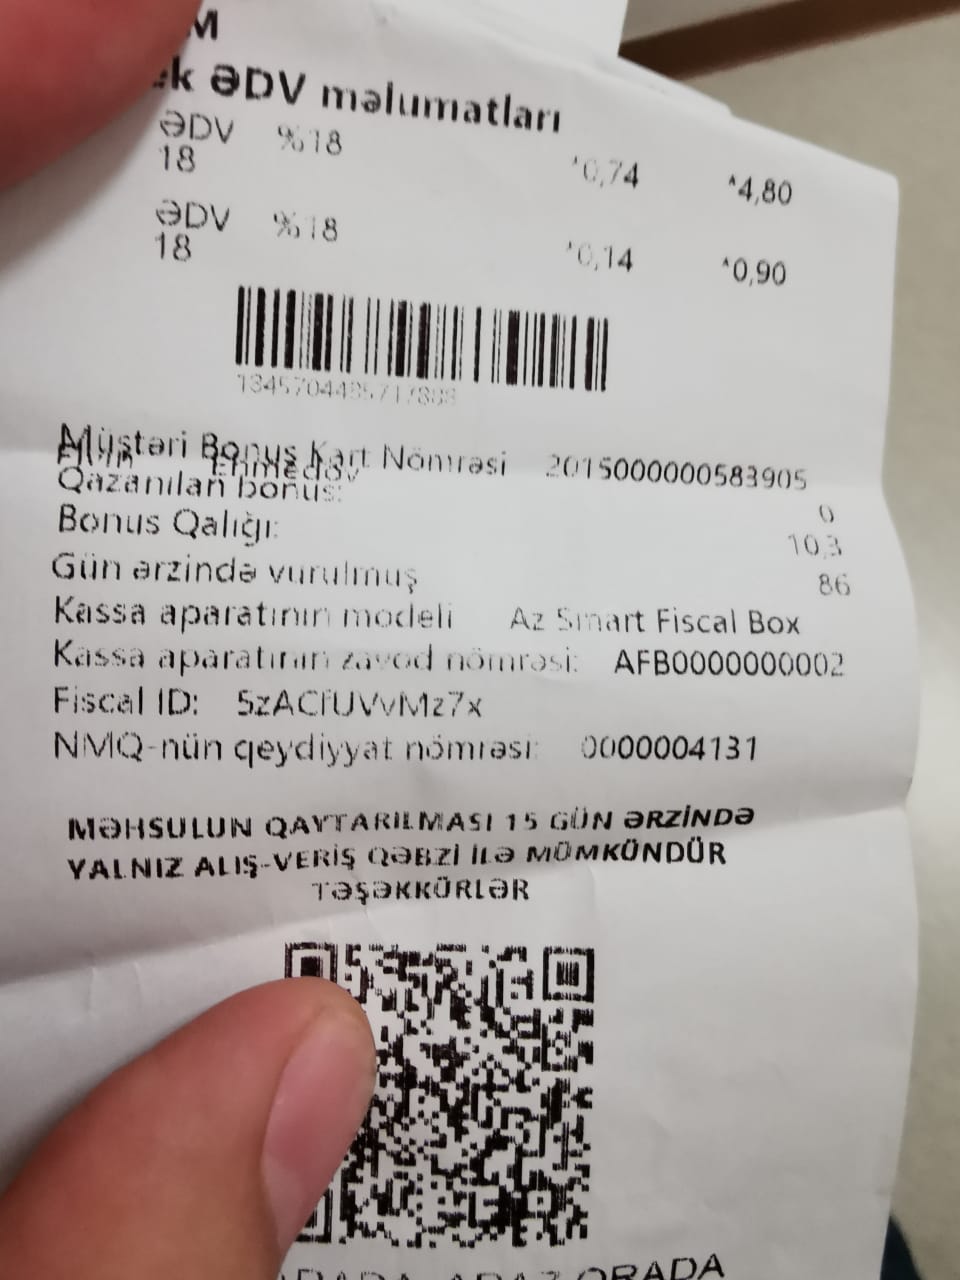 M
ək ƏDV məlumatları
ƏDV %18 *0,74 *4,80
18
ƏDV %18 *0,14 *0,90
18
Müştəri Bonus Kart Nömrəsi 2015000000583905
Ehmedov
Qazanılan bonus: 0
Bonus Qalığı: 10,3
Gün ərzində vurulmuş 86
Kassa aparatının modeli Az Smart Fiscal Box
Kassa aparatının zavod nömrəsi: AFB0000000002
Fiscal ID:
NMQ-nün qeydiyyat nömrəsi: 0000004131
MƏHSULUN QAYTARILMASI 15 GÜN ƏRZİNDƏ
YALNIZ ALIŞ-VERİŞ QƏBZİ İLƏ MÜMKÜNDÜR
TƏŞƏKKÜRLƏR
ORADA